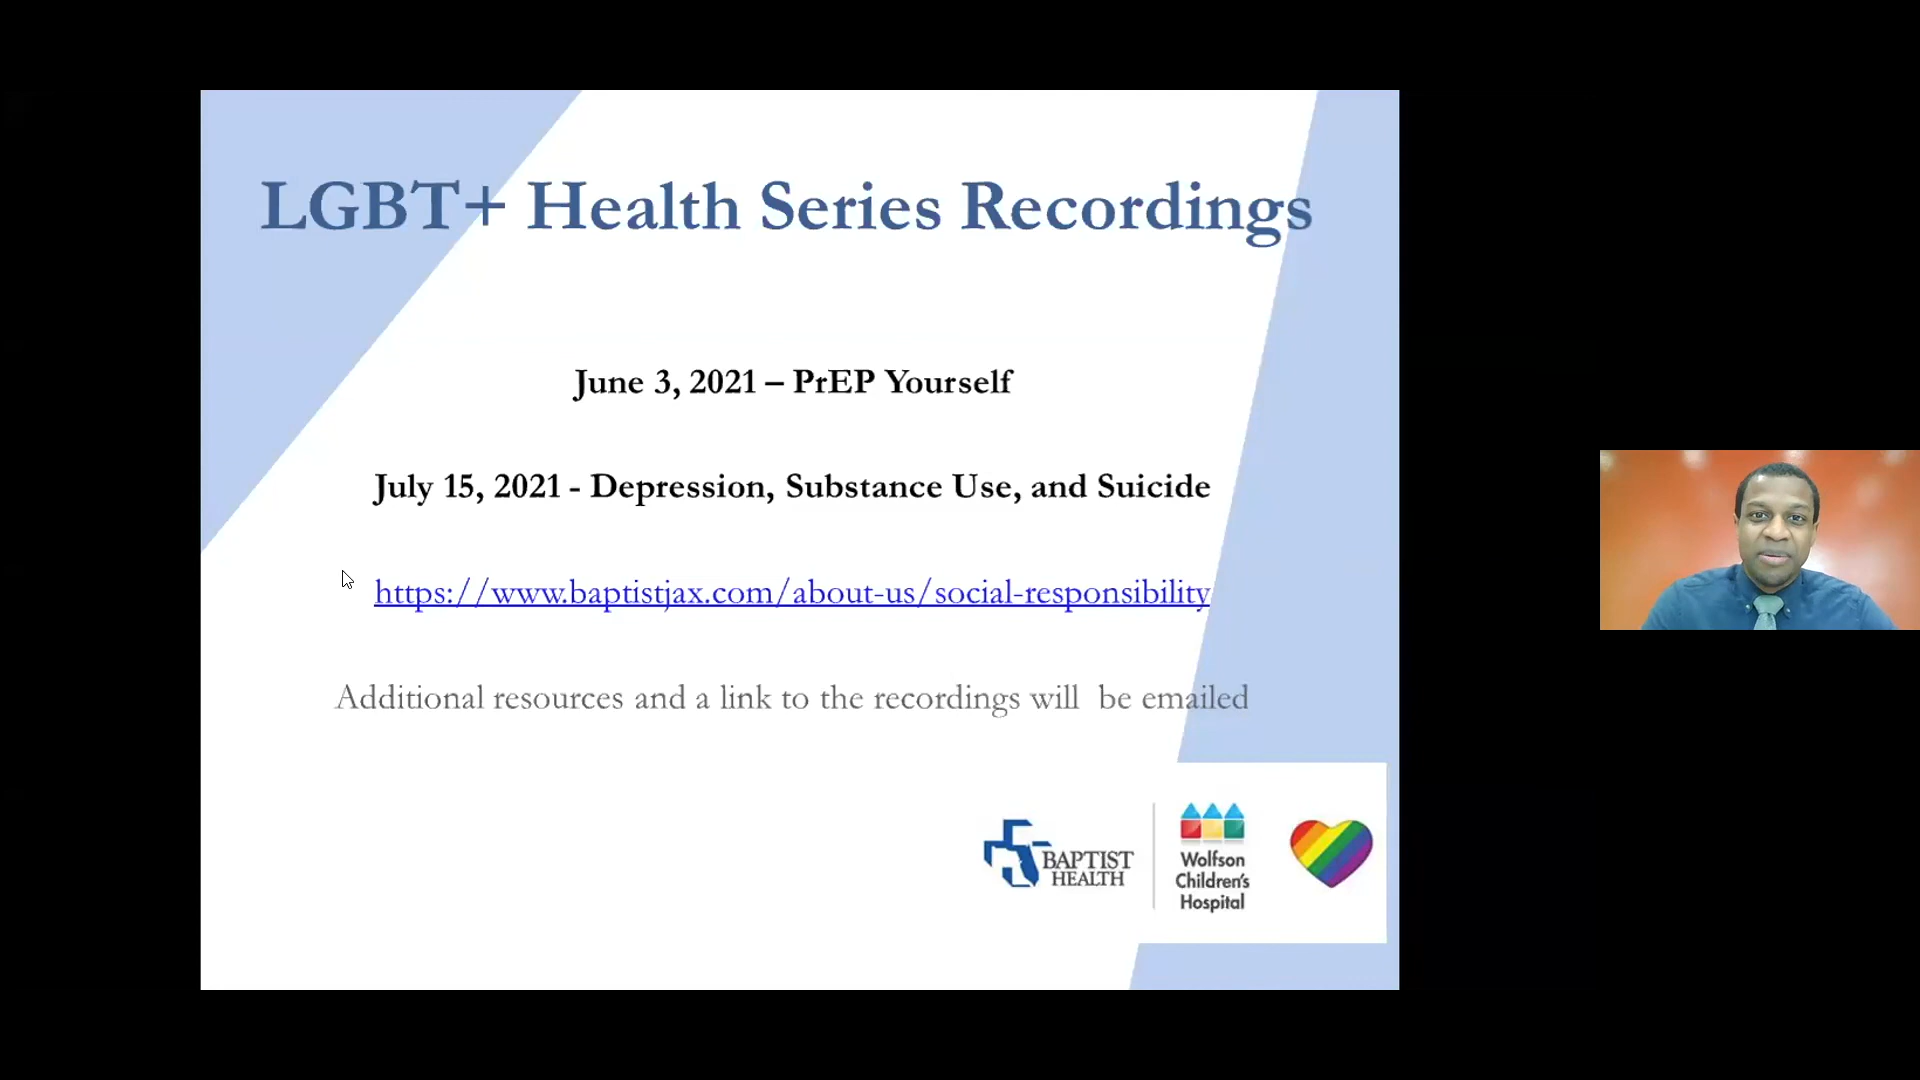 LGBT+ Health Series Recordings
June 3, 2021 – PrEP Yourself
July 15, 2021 - Depression, Substance Use, and Suicide
https://www.baptistjax.com/about-us/social-responsibility
Additional resources and a link to the recordings will  be emailed
BAPTIST
HEALTH
Wolfson
Children's
Hospital